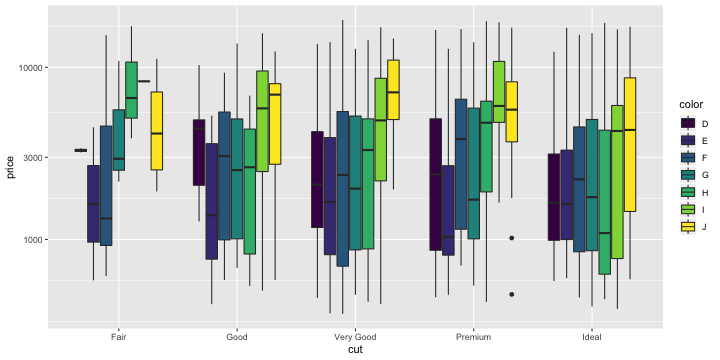 10000
3000
1000
price
Fair
Good
Very Good
Premium
Ideal
cut
color
D
E
F
G
H
I
J